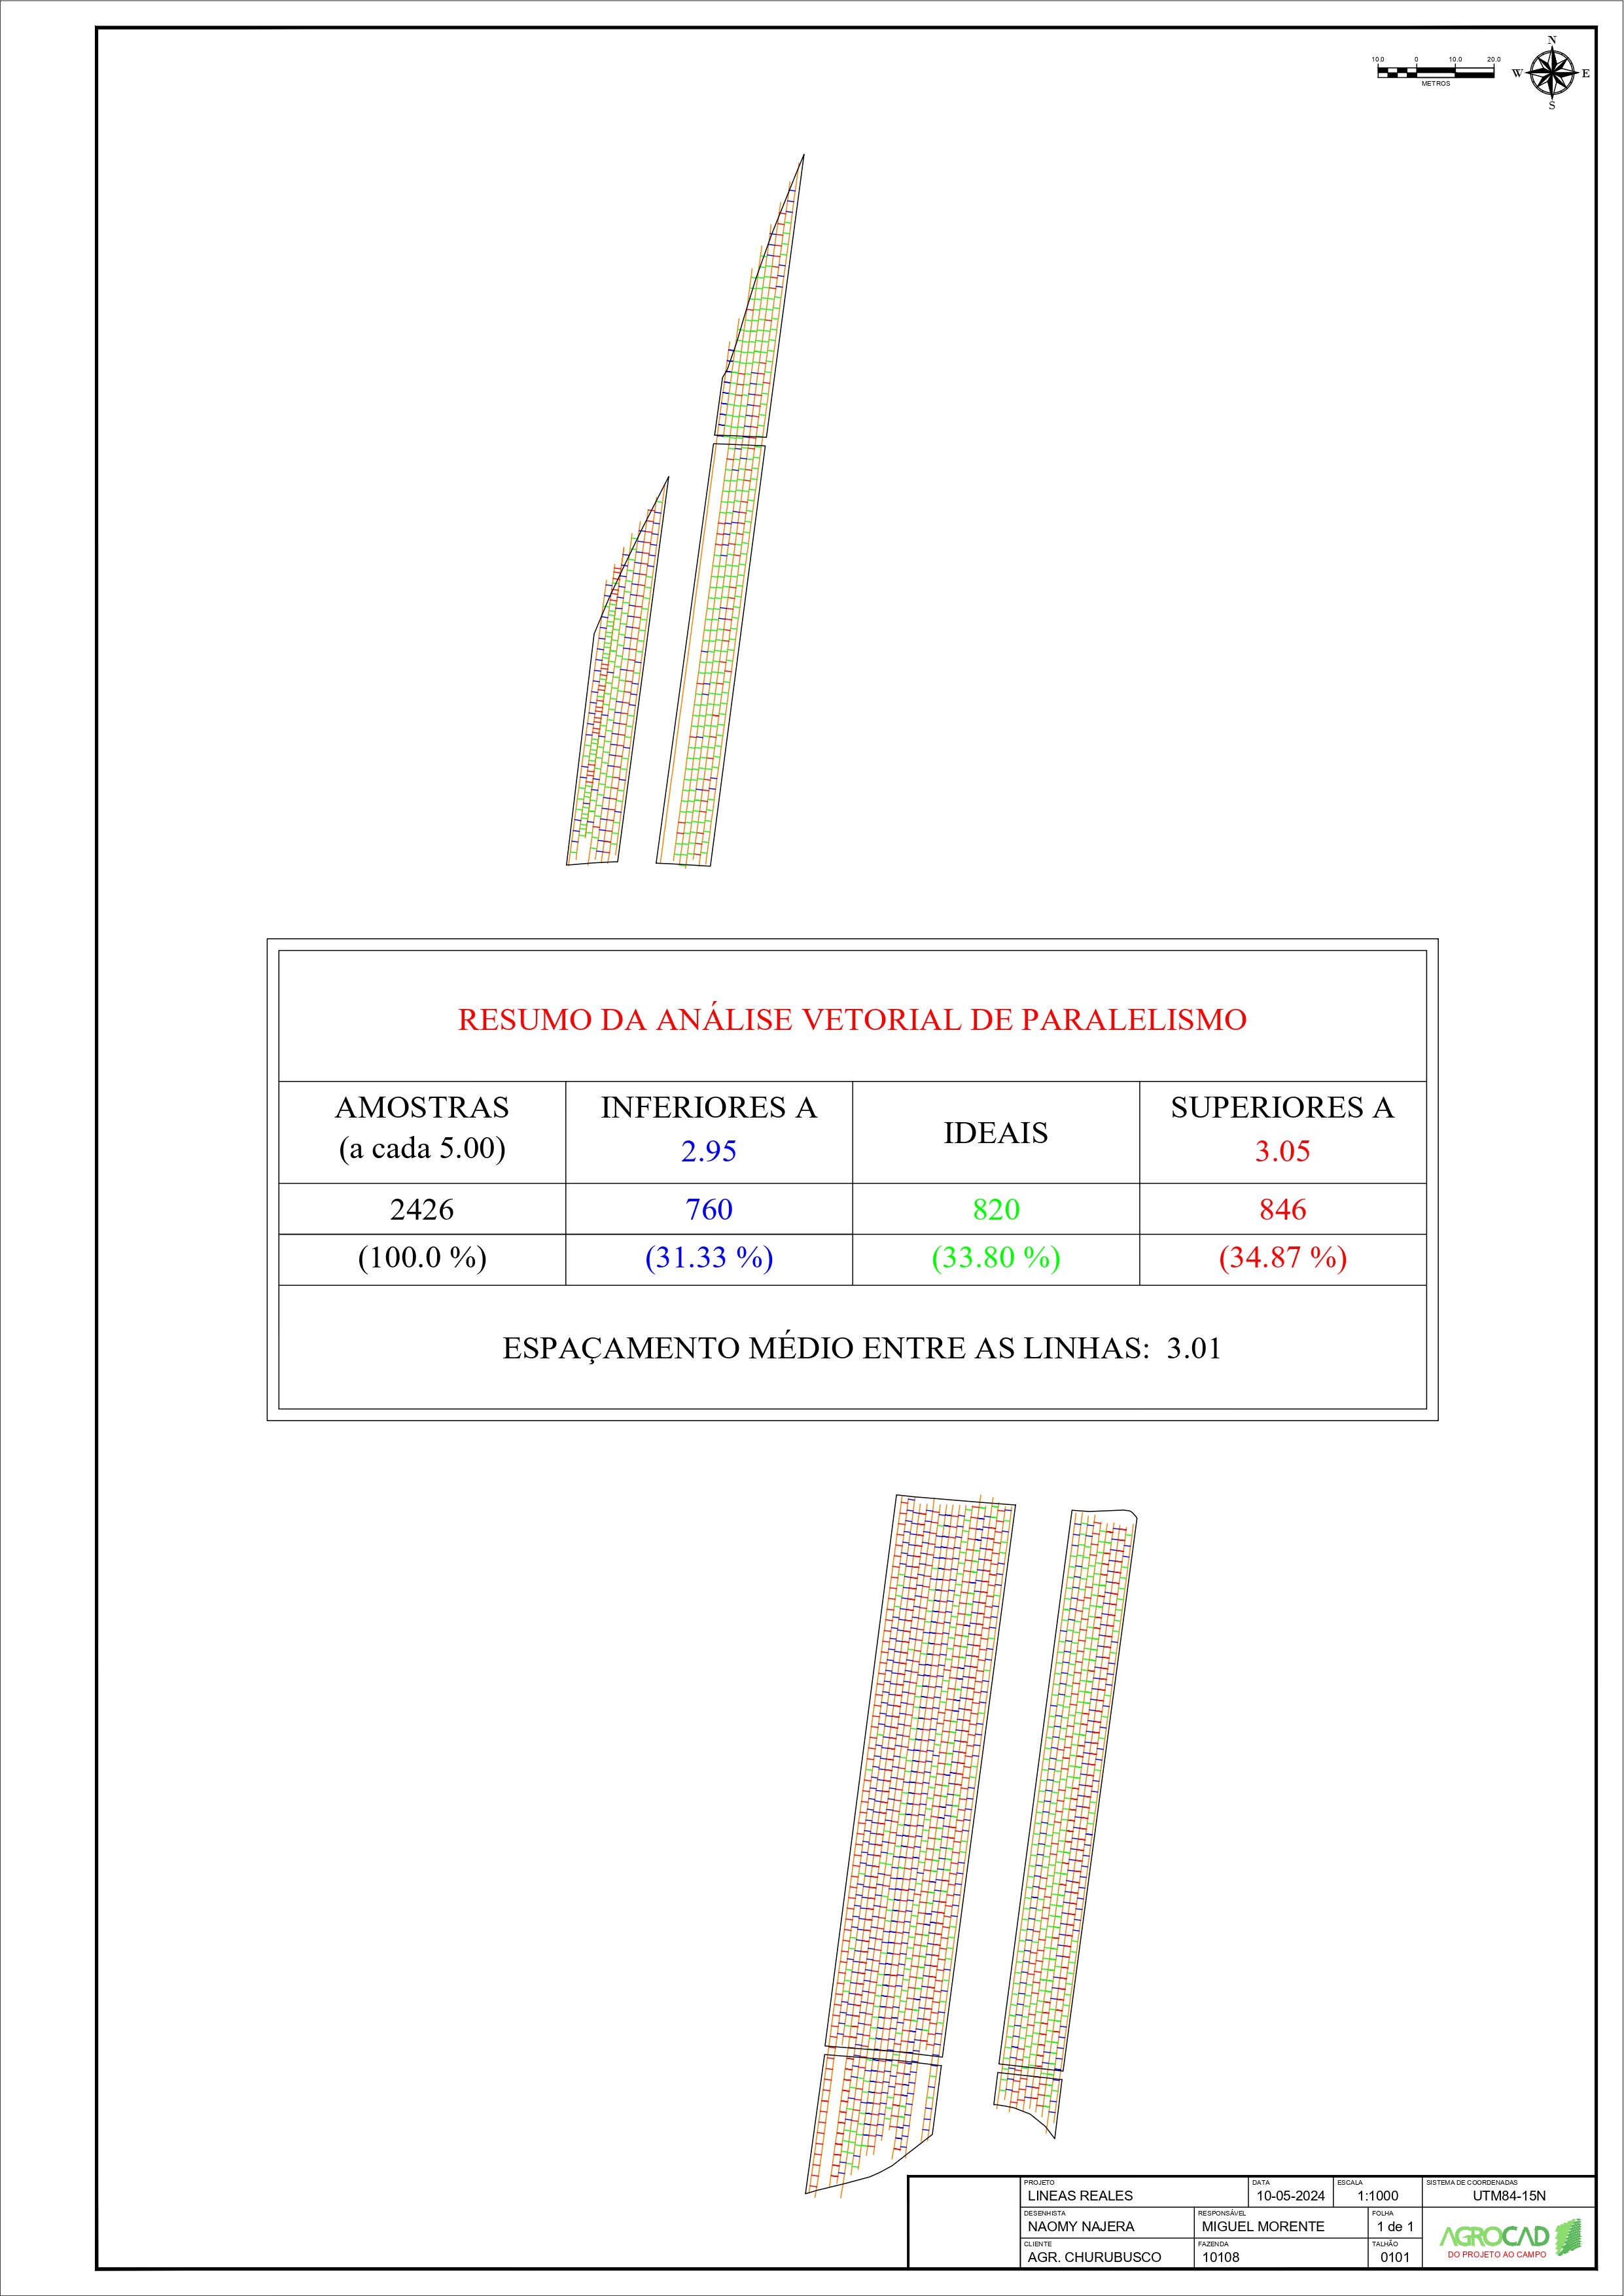 10.0 0 10.0 20.0
METROS
N
W E
S
RESUMO DA ANÁLISE VETORIAL DE PARALELISMO
AMOSTRAS
(a cada 5.00)
INFERIORES A
2.95
IDEAIS
SUPERIORES A
3.05
2426 760 820 846
(100.0 %) (31.33 %) (33.80 %) (34.87 %)
ESPAÇAMENTO MÉDIO ENTRE AS LINHAS: 3.01
PROJETO
LINEAS REALES
DATA
10-05-2024
ESCALA
1:1000
SISTEMA DE COORDENADAS
UTM84-15N
DESENHISTA
NAOMY NAJERA
RESPONSÁVEL
MIGUEL MORENTE
FOLHA
1 de 1
CLIENTE
AGR. CHURUBUSCO
FAZENDA
10108
TALHÃO
0101
AGROCAD
DO PROJETO AO CAMPO